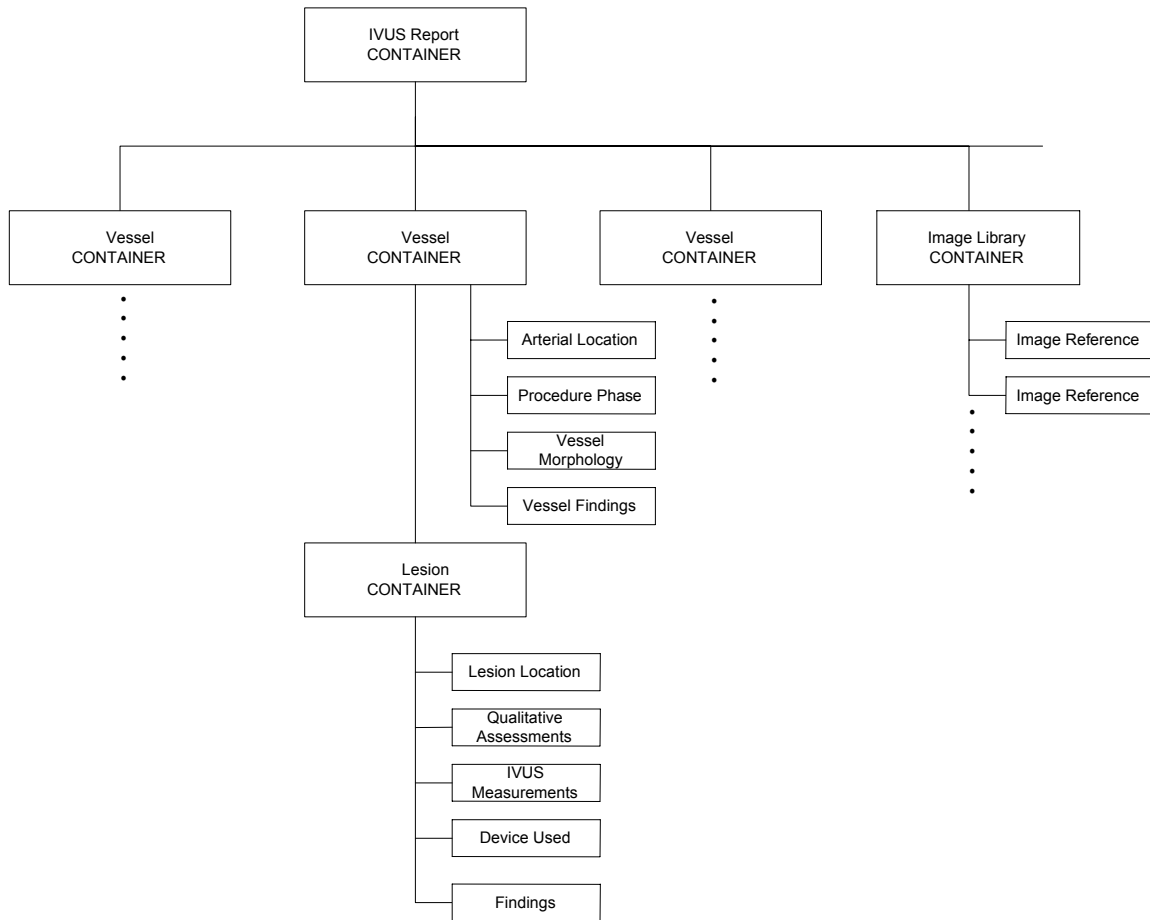 IVUS Report
CONTAINER
Vessel
CONTAINER
Vessel
CONTAINER
Vessel
CONTAINER
Image Library
CONTAINER
Arterial Location
Procedure Phase
Vessel
Morphology
Vessel Findings
Image Reference
Image Reference
Lesion
CONTAINER
Lesion Location
Qualitative
Assessments
IVUS
Measurements
Device Used
Findings